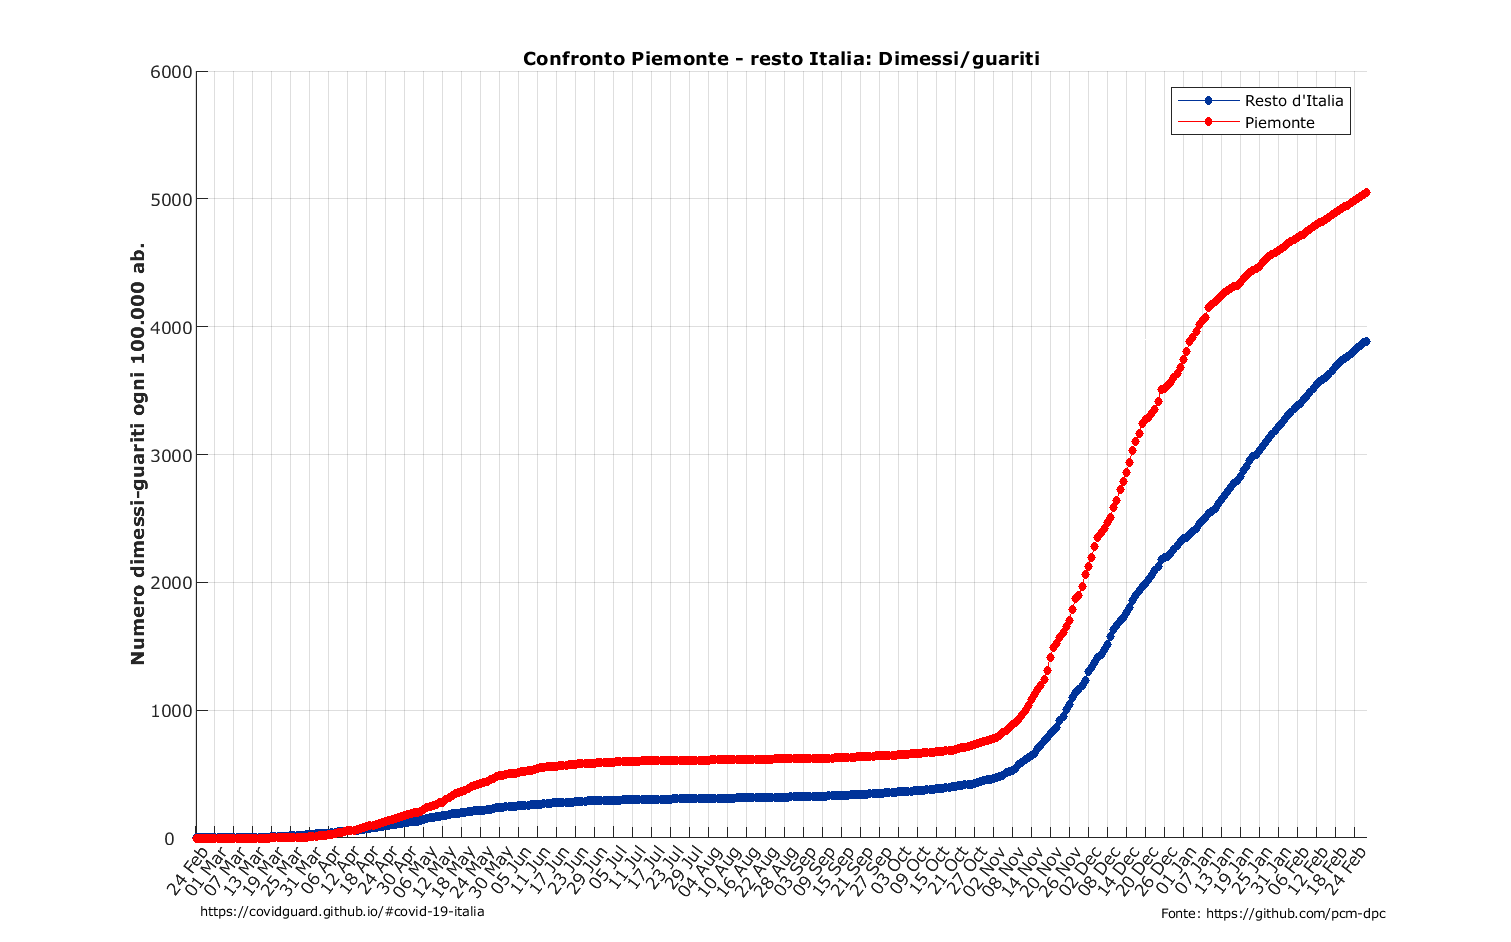 Confronto Piemonte - resto Italia: Dimessi/guariti
Resto d'Italia
Piemonte
Numero dimessi-guariti ogni 100.000 ab.
6000
5000
4000
3000
2000
1000
0
24 Feb
01 Mar
07 Mar
13 Mar
19 Mar
25 Mar
31 Mar
06 Apr
12 Apr
18 Apr
24 Apr
30 Apr
06 May
12 May
18 May
24 May
30 May
05 Jun
11 Jun
17 Jun
23 Jun
29 Jun
05 Jul
11 Jul
17 Jul
23 Jul
29 Jul
04 Aug
10 Aug
16 Aug
22 Aug
28 Aug
03 Sep
09 Sep
15 Sep
21 Sep
27 Sep
03 Oct
09 Oct
15 Oct
21 Oct
27 Oct
02 Nov
08 Nov
14 Nov
20 Nov
26 Nov
02 Dec
08 Dec
14 Dec
20 Dec
26 Dec
01 Jan
07 Jan
13 Jan
19 Jan
25 Jan
31 Jan
06 Feb
12 Feb
18 Feb
24 Feb
https://covidguard.github.io/#covid-19-italia
Fonte: https://github.com/pcm-dpc